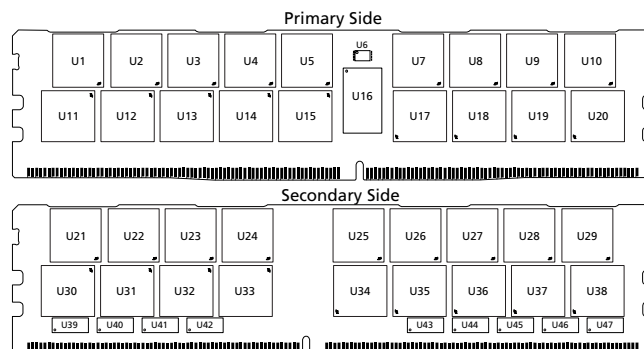 Primary Side
U6
U1 U2 U3 U4 U5 U7 U8 U9 U10
U16
U11 U12 U13 U14 U15 U17 U18 U19 U20
Secondary Side
U21 U22 U23 U24 U25 U26 U27 U28 U29
U30 U31 U32 U33 U34 U35 U36 U37 U38
U39 U40 U41 U42 U43 U44 U45 U46 U47